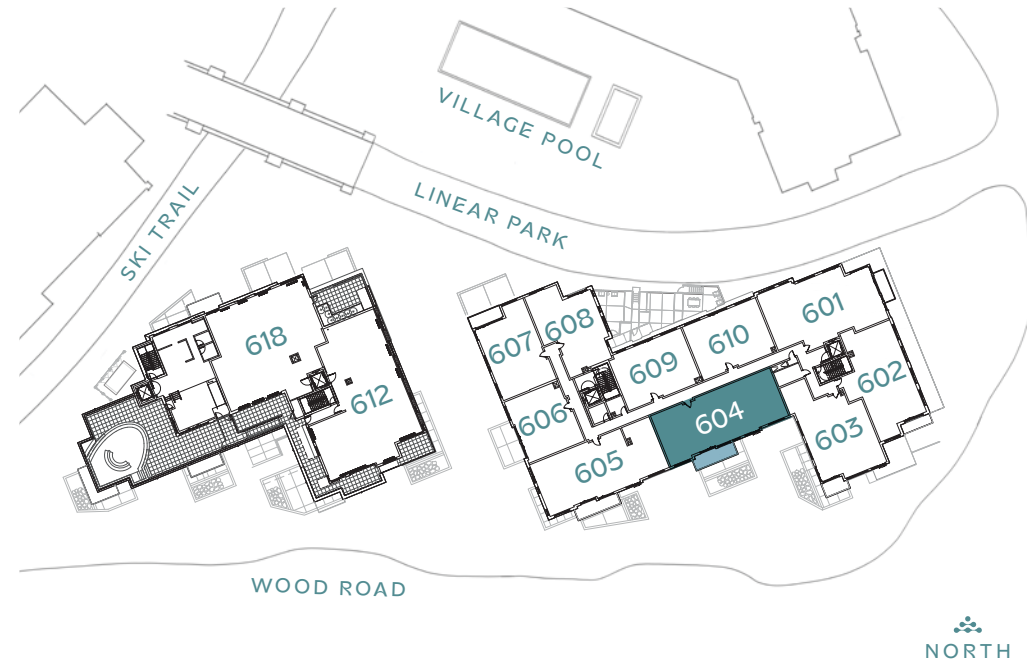 VILLAGE POOL
LINEAR PARK
SKI TRAIL
618
612
607
608
609
610
601
602
606
605
604
603
WOOD ROAD
NORTH